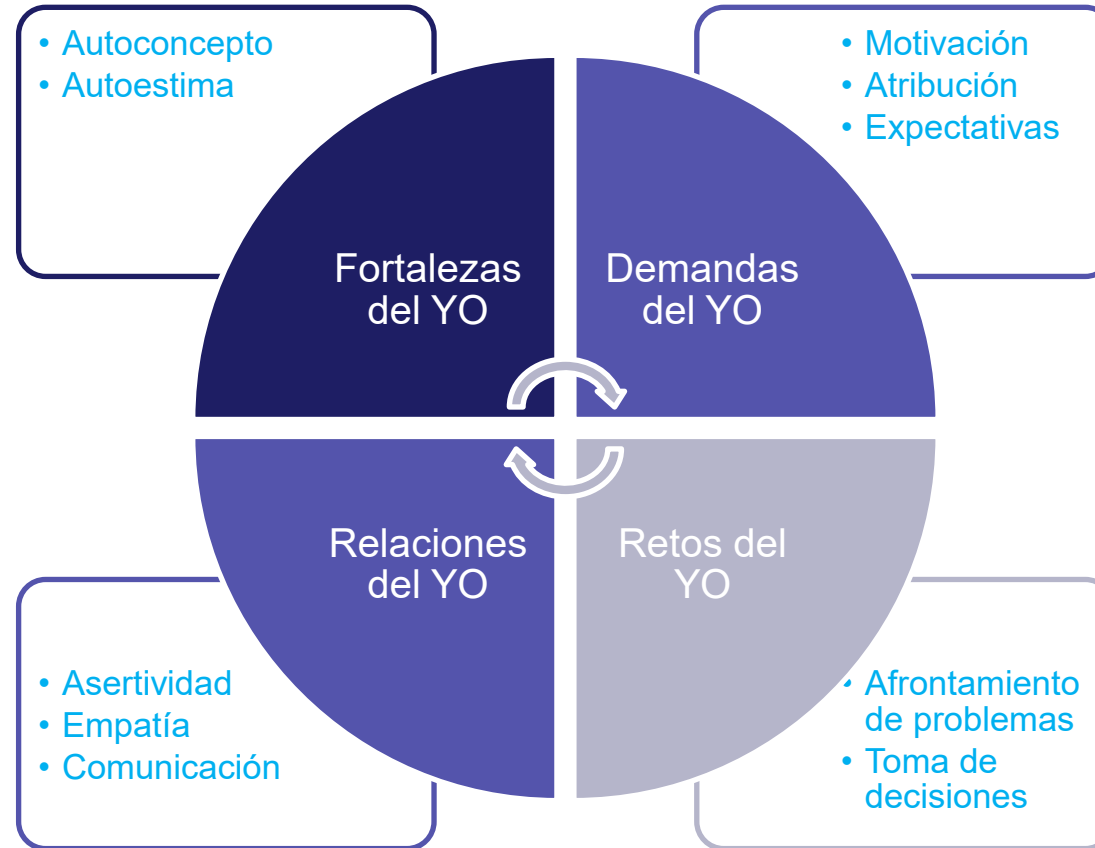 • Autoconcepto
• Autoestima
• Motivación
• Atribución
• Expectativas
Fortalezas
del YO
Demandas
del YO
Relaciones
del YO
Retos del
YO
• Asertividad
• Empatía
• Comunicación
• Afrontamiento
de problemas
• Toma de
decisiones